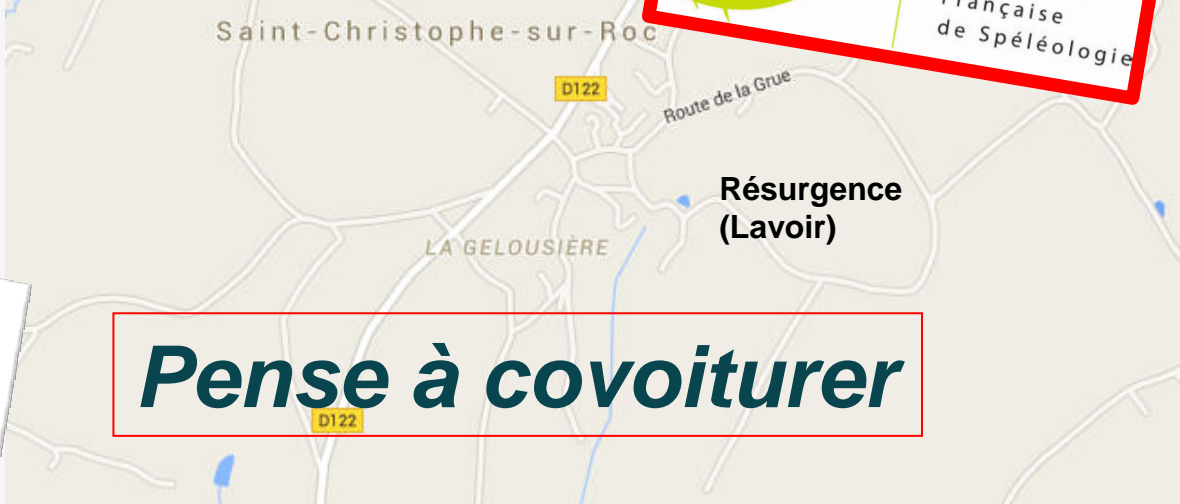 Française
de Spéléologie
Saint-Christophe-sur-Roc
D122
Route de la Grue
Résurgence
(Lavoir)
LA GELOUSIÈRE
Pense à covoiturer
D122